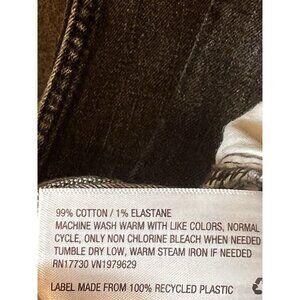 99% COTTON / 1% ELASTANE
MACHINE WASH WARM WITH LIKE COLORS, NORMAL
CYCLE, ONLY NON CHLORINE BLEACH WHEN NEEDED
TUMBLE DRY LOW, WARM STEAM IRON IF NEEDED
RN17730 VN1979629
LABEL MADE FROM 100% RECYCLED PLASTIC